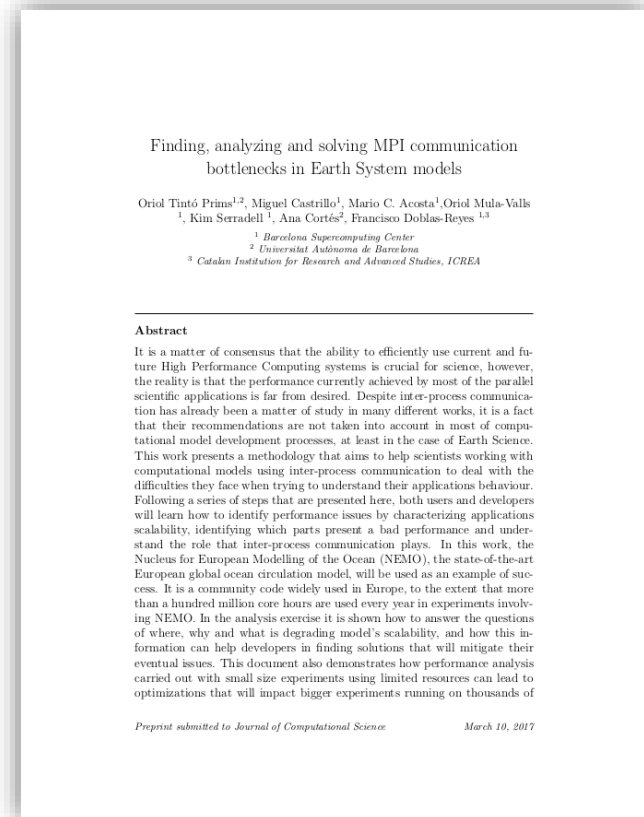 Finding, analyzing and solving MPI communication
bottlenecks in Earth System models
Oriol Tintó Prims1,2, Miguel Castrillo1, Mario C. Acosta1,Oriol Mula-Valls
1, Kim Serradell 1, Ana Cortés2, Francisco Doblas-Reyes 1,3
1 Barcelona Supercomputing Center
2 Universitat Autònoma de Barcelona
3 Catalan Institution for Research and Advanced Studies, ICREA
Abstract
It is a matter of consensus that the ability to efficiently use current and fu-
ture High Performance Computing systems is crucial for science, however,
the reality is that the performance currently achieved by most of the parallel
scientific applications is far from desired. Despite inter-process communica-
tion has already been a matter of study in many different works, it is a fact
that their recommendations are not taken into account in most of compu-
tational model development processes, at least in the case of Earth Science.
This work presents a methodology that aims to help scientists working with
computational models using inter-process communication to deal with the
difficulties they face when trying to understand their applications behaviour.
Following a series of steps that are presented here, both users and developers
will learn how to identify performance issues by characterizing applications
scalability, identifying which parts present a bad performance and under-
stand the role that inter-process communication plays. In this work, the
Nucleus for European Modelling of the Ocean (NEMO), the state-of-the-art
European global ocean circulation model, will be used as an example of suc-
cess. It is a community code widely used in Europe, to the extent that more
than a hundred million core hours are used every year in experiments involv-
ing NEMO. In the analysis exercise it is shown how to answer the questions
of where, why and what is degrading model's scalability, and how this in-
formation can help developers in finding solutions that will mitigate their
eventual issues. This document also demonstrates how performance analysis
carried out with small size experiments using limited resources can lead to
optimizations that will impact bigger experiments running on thousands of
Preprint submitted to Journal of Computational Science March 10, 2017